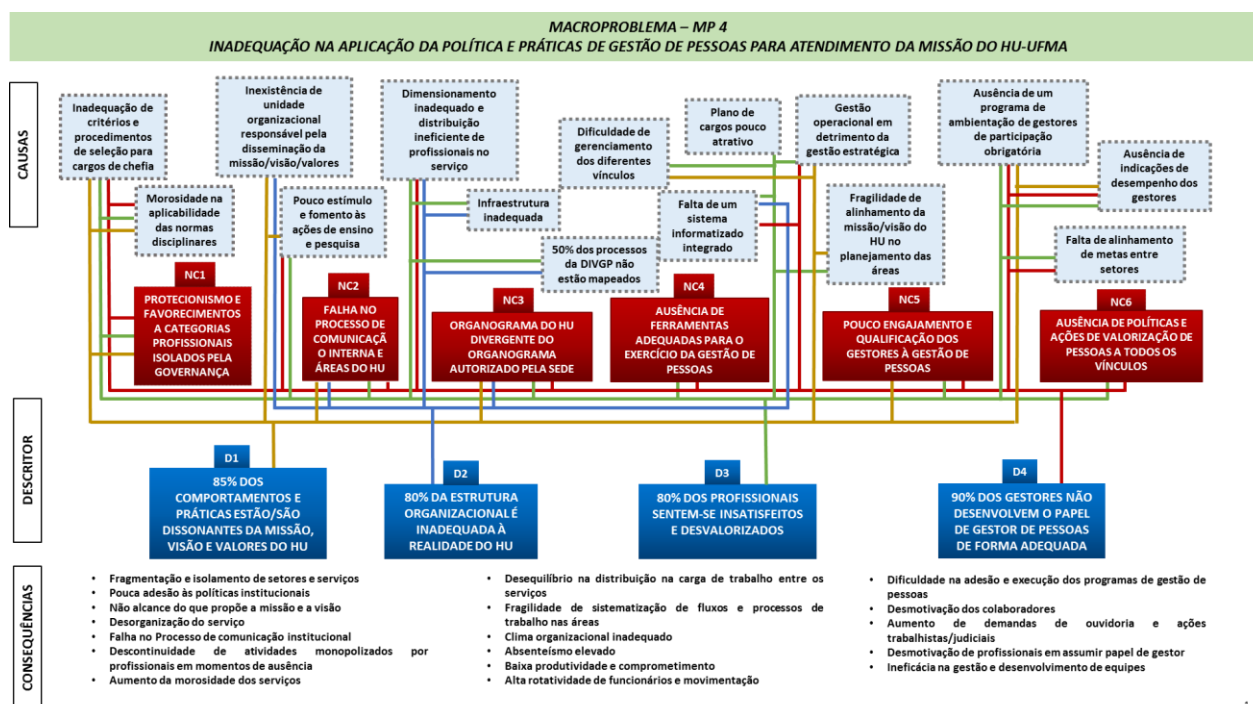 MACROPROBLEMA – MP 4
INADEQUAÇÃO NA APLICAÇÃO DA POLÍTICA E PRÁTICAS DE GESTÃO DE PESSOAS PARA ATENDIMENTO DA MISSÃO DO HU-UFMA
CAUSAS
Inadequação de
critérios e
procedimentos
de seleção para
cargos de chefia
Inexistência de
unidade
organizacional
responsável pela
disseminação da
missão/visão/valores
Dimensionamento
inadequado e
distribuição
ineficiente de
profissionais no
serviço
Dificuldade de
gerenciamento
dos diferentes
vínculos
Plano de
cargos pouco
atrativo
Gestão
operacional em
detrimento da
gestão estratégica
Ausência de um
programa de
ambientação de gestores
de participação
obrigatória
Ausência de
indicações de
desempenho dos
gestores
Morosidade na
aplicabilidade
das normas
disciplinares
Pouco estímulo
e fomento às
ações de ensino
e pesquisa
Infraestrutura
inadequada
50% dos processos
da DIVGP não
estão mapeados
Falta de um
sistema
informatizado
integrado
Fragilidade de
alinhamento da
missão/visão do
HU no
planejamento das
áreas
Falta de alinhamento
de metas entre
setores
NC1
PROTECIONISMO E
FAVORECIMENTOS
A CATEGORIAS
PROFISSIONAIS
ISOLADOS PELA
GOVERNANÇA
NC2
FALHA NO
PROCESSO DE
COMUNICAÇÃ
O INTERNA E
ÁREAS DO HU
NC3
ORGANOGRAMA DO HU
DIVERGENTE DO
ORGANOGRAMA
AUTORIZADO PELA SEDE
NC4
AUSÊNCIA DE
FERRAMENTAS
ADEQUADAS PARA O
EXERCÍCIO DA GESTÃO DE
PESSOAS
NC5
POUCO ENGAJAMENTO E
QUALIFICAÇÃO DOS
GESTORES À GESTÃO DE
PESSOAS
NC6
AUSÊNCIA DE POLÍTICAS E
AÇÕES DE VALORIZAÇÃO DE
PESSOAS A TODOS OS
VÍNCULOS
DESCRITOR
D1
85% DOS
COMPORTAMENTOS E
PRÁTICAS ESTÃO/SÃO
DISSONANTES DA MISSÃO,
VISÃO E VALORES DO HU
D2
80% DA ESTRUTURA
ORGANIZACIONAL É
INADEQUADA À
REALIDADE DO HU
D3
80% DOS PROFISSIONAIS
SENTEM-SE INSATISFEITOS
E DESVALORIZADOS
D4
90% DOS GESTORES NÃO
DESENVOLVEM O PAPEL
DE GESTOR DE PESSOAS
DE FORMA ADEQUADA
CONSEQUÊNCIAS
• Fragmentação e isolamento de setores e serviços
• Pouca adesão às políticas institucionais
• Não alcance do que propõe a missão e a visão
• Desorganização do serviço
• Falha no Processo de comunicação institucional
• Descontinuidade de atividades monopolizados por
profissionais em momentos de ausência
• Aumento da morosidade dos serviços
• Desequilíbrio na distribuição na carga de trabalho entre os
serviços
• Fragilidade de sistematização de fluxos e processos de
trabalho nas áreas
• Clima organizacional inadequado
• Absenteísmo elevado
• Baixa produtividade e comprometimento
• Alta rotatividade de funcionários e movimentação
• Dificuldade na adesão e execução dos programas de gestão de
pessoas
• Desmotivação dos colaboradores
• Aumento de demandas de ouvidoria e ações
trabalhistas/judiciais
• Desmotivação de profissionais em assumir papel de gestor
• Ineficácia na gestão e desenvolvimento de equipes